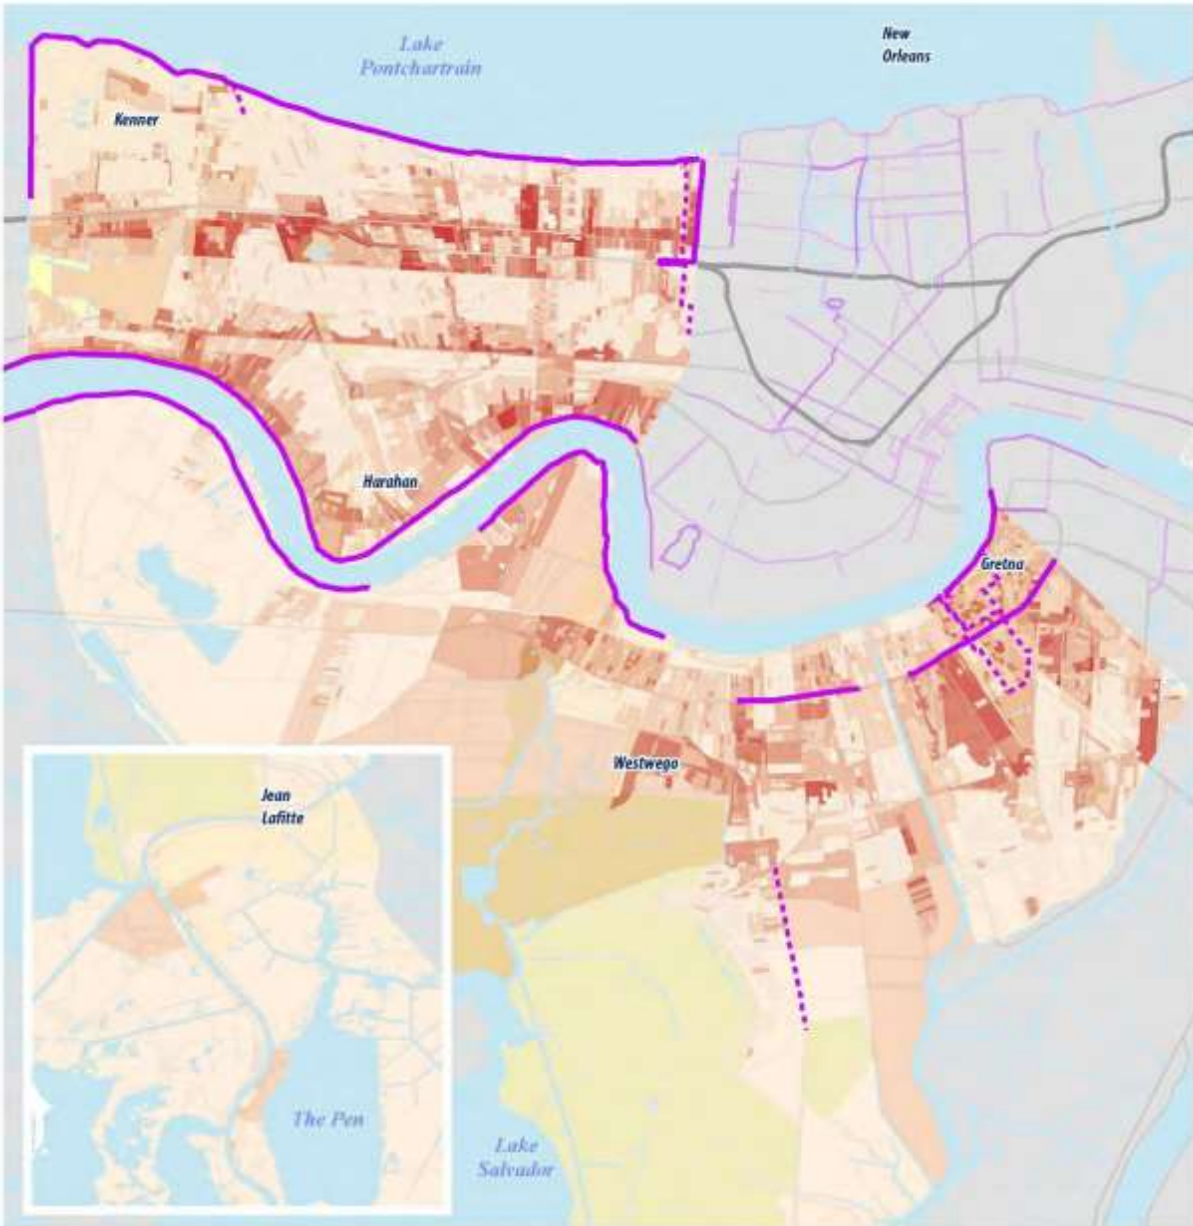 Lake
Pontchartrain
New
Orleans
Kenner
Harahan
Gretna
Westwego
Jean
Lafitte
The Pen
Lake
Salvador